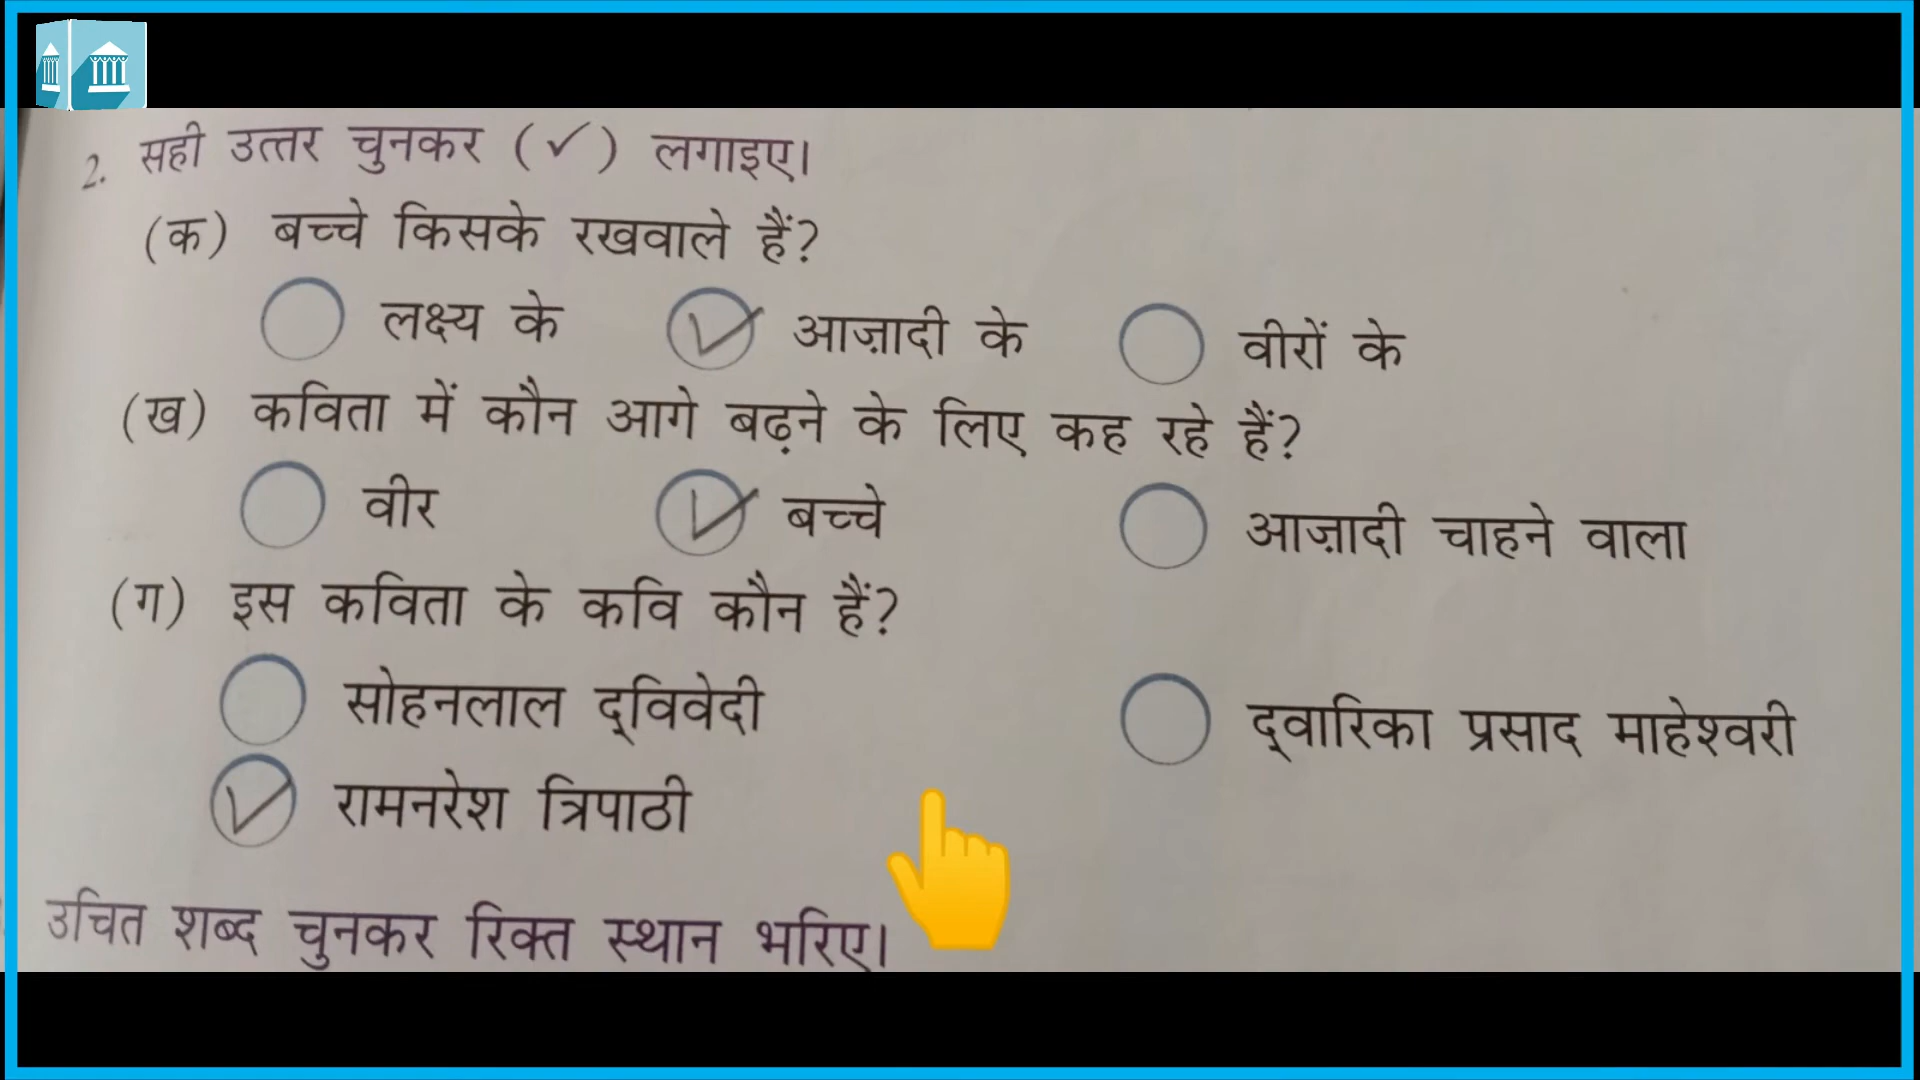 2. सही उत्तर चुनकर (✓) लगाइए।
(क) बच्चे किसके रखवाले हैं?
लक्ष्य के आज़ादी के वीरों के
(ख) कविता में कौन आगे बढ़ने के लिए कह रहे हैं?
वीर बच्चे आज़ादी चाहने वाला
(ग) इस कविता के कवि कौन हैं?
सोहनलाल द्‌विवेदी द्‌वारिका प्रसाद माहेश्वरी
रामनरेश त्रिपाठी
उचित शब्द चुनकर रिक्त स्थान भरिए।